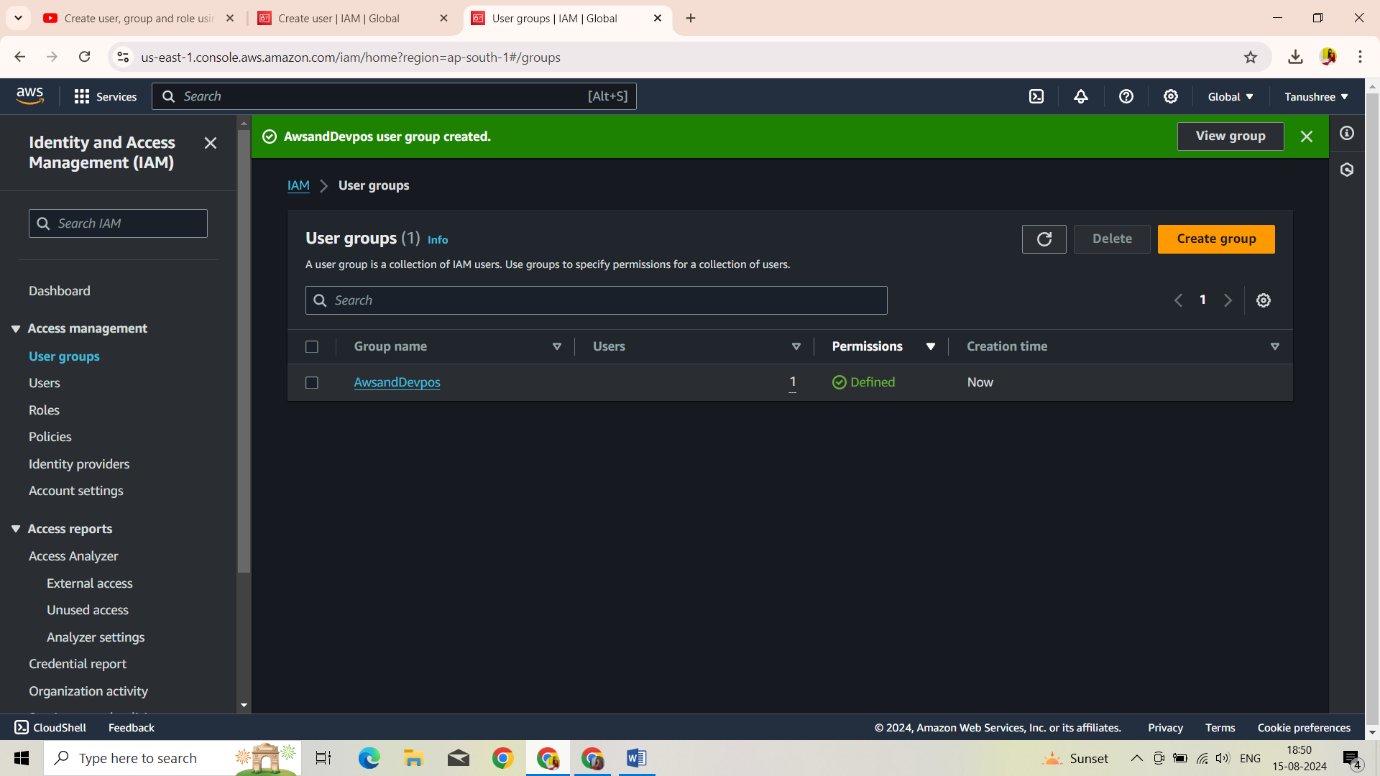 Create user, group and role usi
Create user | IAM | Global
User groups | IAM | Global
us-east-1.console.aws.amazon.com/iam/home?region=ap-south-1#/groups
aws
Services
Search
[Alt+S]
Global
Tanushree
Identity and Access
Management (IAM)
Search IAM
Dashboard
Access management
User groups
Users
Roles
Policies
Identity providers
Account settings
Access reports
Access Analyzer
External access
Unused access
Analyzer settings
Credential report
Organization activity
AwsandDevpos user group created.
View group
IAM
User groups
User groups (1) Info
Delete
Create group
A user group is a collection of IAM users. Use groups to specify permissions for a collection of users.
Search
1
Group name
Users
Permissions
Creation time
AwsandDevpos
1
Defined
Now
CloudShell
Feedback
© 2024, Amazon Web Services, Inc. or its affiliates.
Privacy
Terms
Cookie preferences
Type here to search
Sunset
ENG
18:50
15-08-2024
4